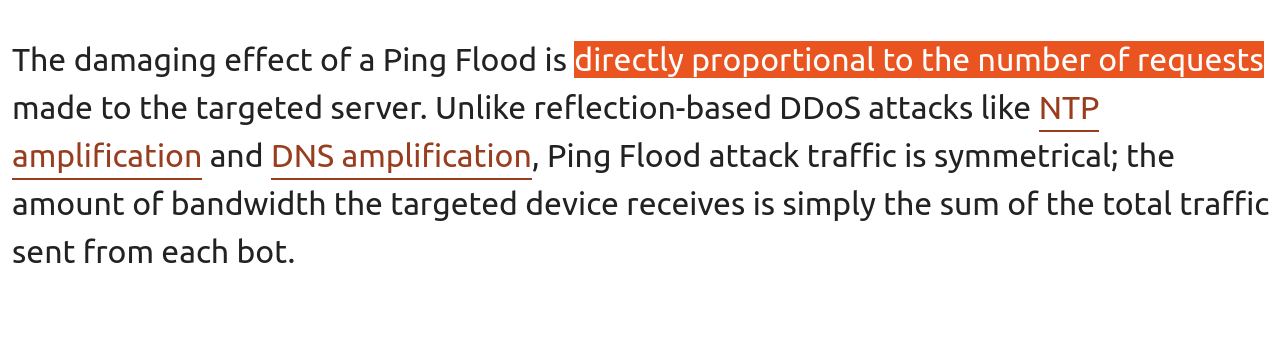 The damaging effect of a Ping Flood is directly proportional to the number of requests
made to the targeted server. Unlike reflection-based DDoS attacks like NTP
amplification and DNS amplification, Ping Flood attack traffic is symmetrical; the
amount of bandwidth the targeted device receives is simply the sum of the total traffic
sent from each bot.